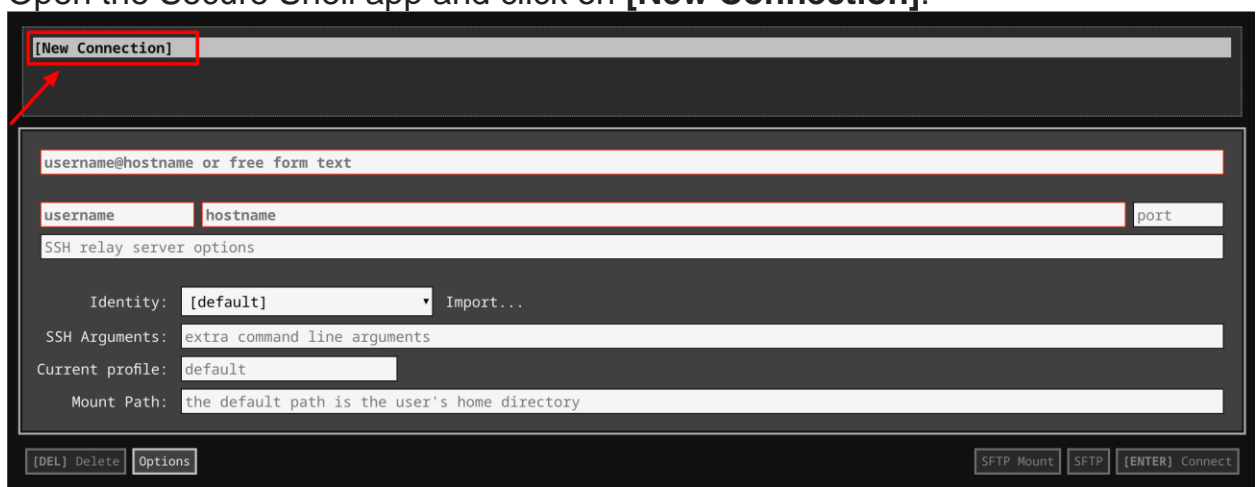 Open the Secure Shell app and click on [New Connection].
[New Connection]
username@hostname or free form text
username hostname port
SSH relay server options
Identity: [default] Import...
SSH Arguments: extra command line arguments
Current profile: default
Mount Path: the default path is the user's home directory
[DEL] Delete Options SFTP Mount SFTP [ENTER] Connect